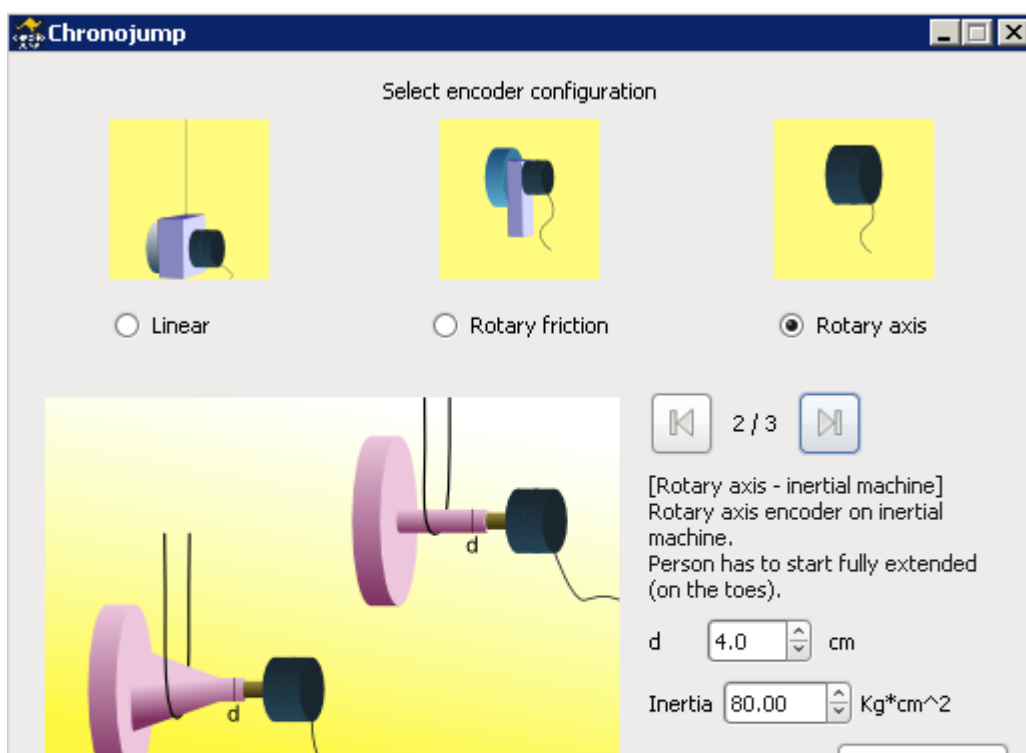 Chronojump
Select encoder configuration
Linear
Rotary friction
Rotary axis
2 / 3
[Rotary axis - inertial machine]
Rotary axis encoder on inertial
machine.
Person has to start fully extended
(on the toes).
d
d
d 4.0 cm
Inertia 80.00 Kg*cm^2